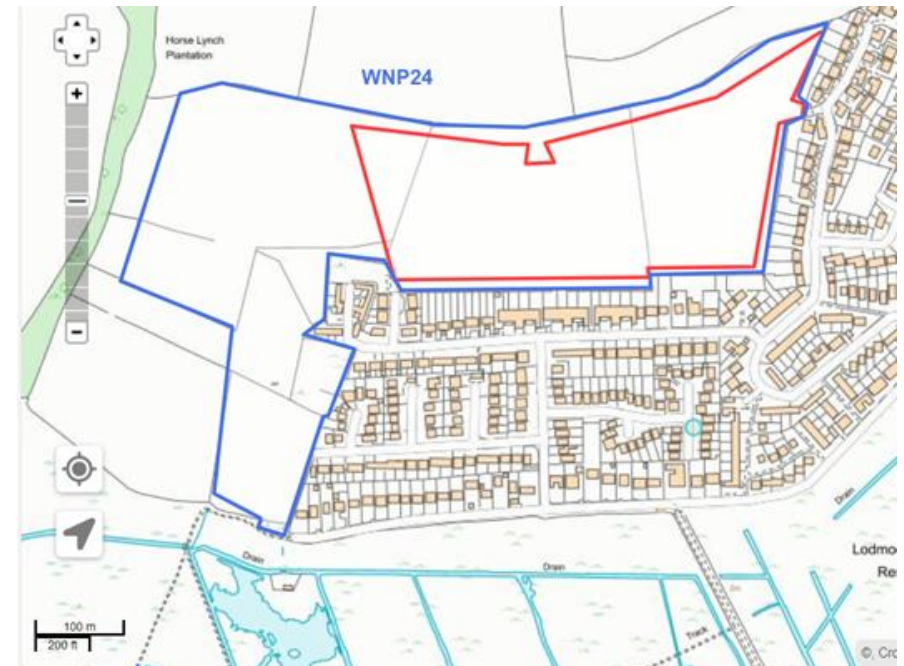 Horse Lynch
Plantation
WNP24
Drain
Lodmo
Re
Drain
Drain
Track
100 m
200 ft
©, Cro